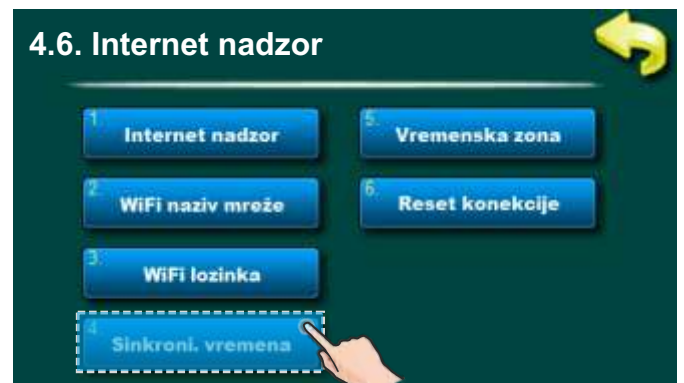 4.6. Internet nadzor
1.
Internet nadzor
2.
WiFi naziv mreže
3.
WiFi lozinka
4
Sinkroni. vremena
5.
Vremenska zona
6.
Reset konekcije